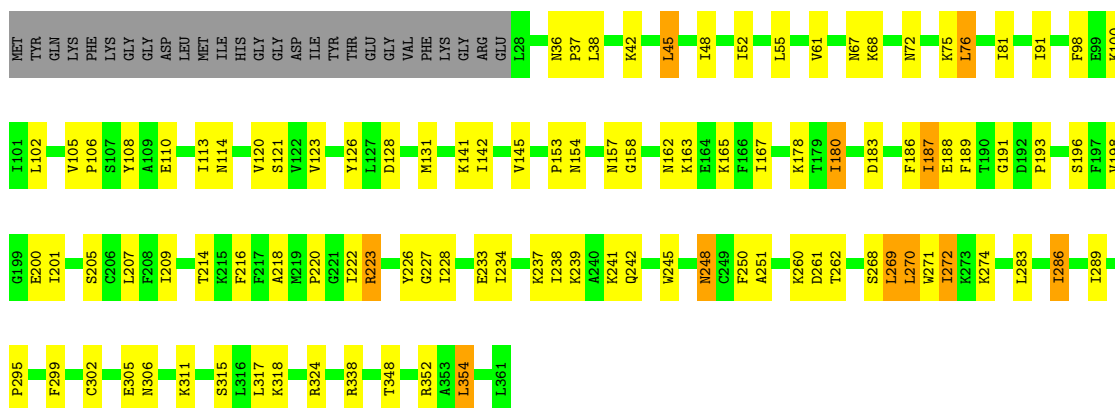 MET TYR GLN LYS PHE LYS GLY GLY ASP LEU MET ILE HIS GLY GLY ASP ILE TYR THR GLU GLY VAL PHE LYS GLY ARG GLU L28 N36 P37 L38 K42 L45 I48 I52 L55 V61 N67 K68 N72 K75 L76 I81 I91 F98 E99 K100
I101 L102 V105 P106 S107 Y108 A109 E110 I113 N114 V120 S121 V122 V123 Y126 L127 D128 M131 K141 I142 V145 P153 N154 N157 G158 N162 K163 E164 K165 F166 I167 K178 T179 I180 D183 F186 I187 E188 F189 T190 G191 D192 P193 S196 F197
G199 E200 I201 S205 C206 L207 F208 I209 T214 K215 F216 F217 A218 M219 P220 G221 I222 R223 Y226 G227 I228 E233 I234 K237 I238 K239 A240 K241 Q242 W245 N248 C249 F250 A251 K260 D261 T262 S268 L269 L270 W271 I272 K273 K274 L283 I286 I289
P295 F299 C302 E305 N306 K311 S315 L316 L317 K318 R324 R338 T348 R352 A353 L354 L361